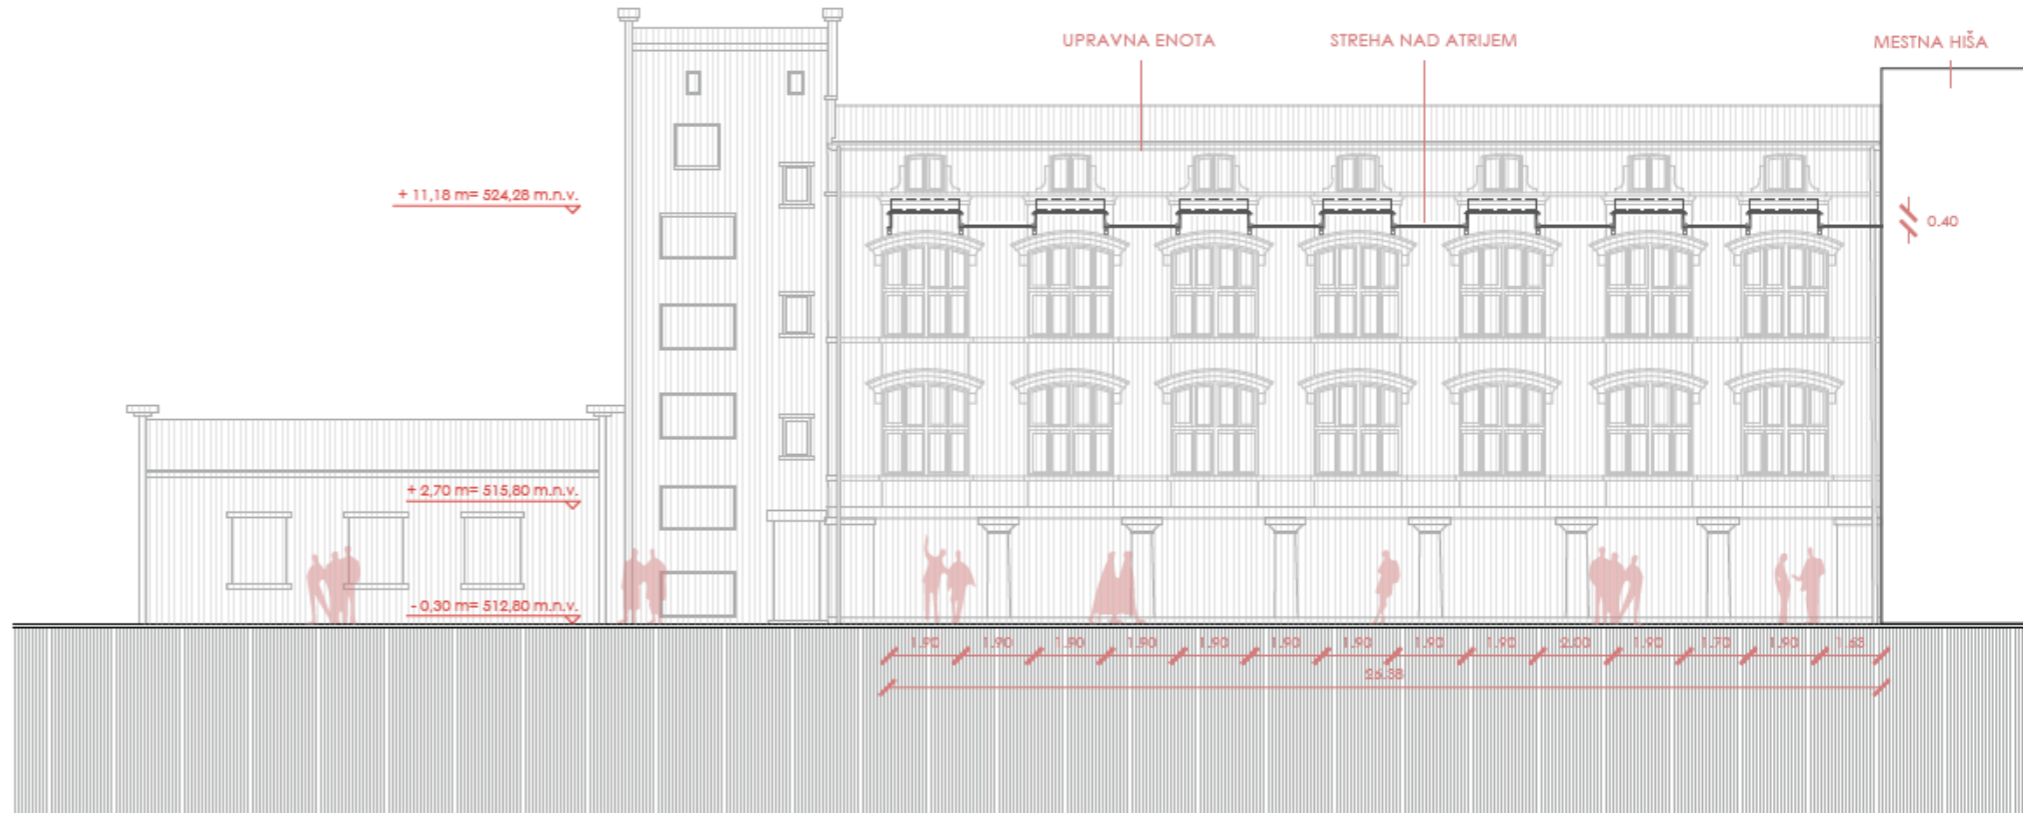 UPRAVNA ENOTA
STREHA NAD ATRIJEM
MESTNA HIŠA
+ 11,18 m= 524,28 m.n.v.
0.40
+ 2,70 m= 515,80 m.n.v.
- 0,30 m= 512,80 m.n.v.
1.90 1.90 1.90 1.90 1.90 1.90 1.90 1.90 1.90 2.00 1.90 1.70 1.90 1.63
26.38